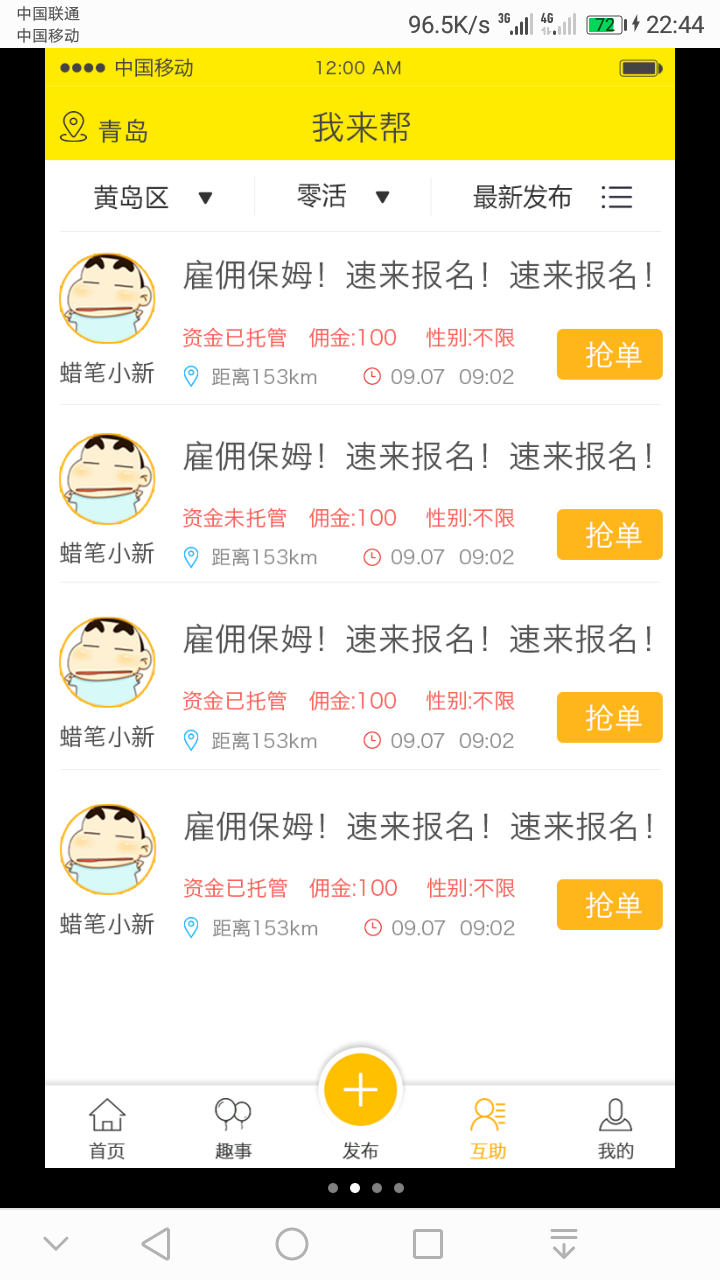 中国联通
中国移动
96.5K/s 3G 4G 72 22:44
中国移动 12:00 AM
青岛 我来帮
黄岛区 ▼ 零活 ▼ 最新发布
雇佣保姆！速来报名！速来报名！
资金已托管 佣金:100 性别:不限
抢单
蜡笔小新 距离153km 09.07 09:02
雇佣保姆！速来报名！速来报名！
资金未托管 佣金:100 性别:不限
抢单
蜡笔小新 距离153km 09.07 09:02
雇佣保姆！速来报名！速来报名！
资金已托管 佣金:100 性别:不限
抢单
蜡笔小新 距离153km 09.07 09:02
雇佣保姆！速来报名！速来报名！
资金已托管 佣金:100 性别:不限
抢单
蜡笔小新 距离153km 09.07 09:02
首页 趣事 发布 互助 我的